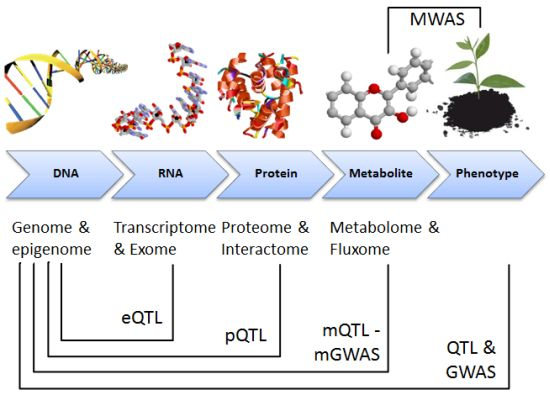 MWAS
DNA
RNA
Protein
Metabolite
Phenotype
Genome &
epigenome
Transcriptome
& Exome
Proteome &
Interactome
Metabolome &
Fluxome
eQTL
pQTL
mQTL -
mGWAS
QTL &
GWAS